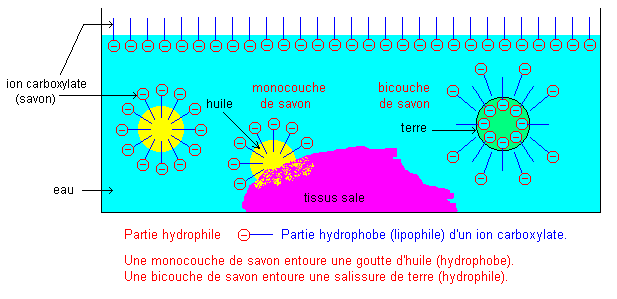 ion carboxylate
(savon)
monocouche
de savon
bicouche
de savon
huile
terre
eau
tissus sale
Partie hydrophile
Partie hydrophobe (lipophile) d'un ion carboxylate.
Une monocouche de savon entoure une goutte d'huile (hydrophobe).
Une bicouche de savon entoure une salissure de terre (hydrophile).